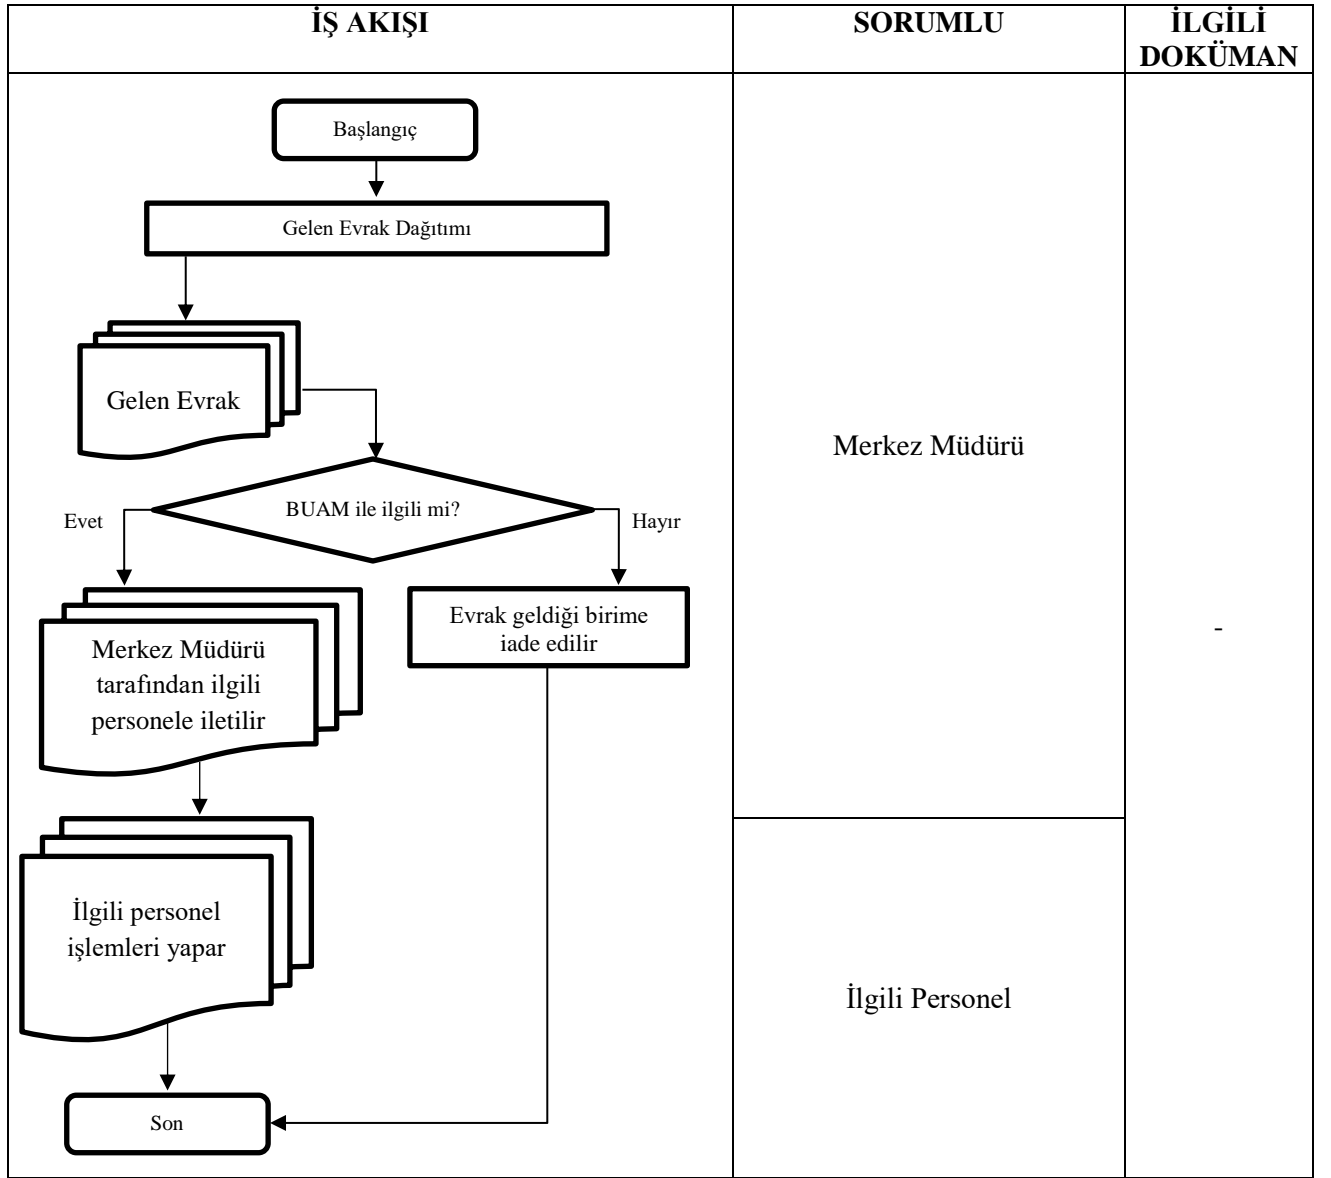 İŞ AKIŞI
SORUMLU
İLGİLİ
DOKÜMAN
Başlangıç
Gelen Evrak Dağıtımı
Gelen Evrak
BUAM ile ilgili mi?
Evet
Hayır
Merkez Müdürü
tarafından ilgili
personele iletilir
Evrak geldiği birime
iade edilir
İlgili personel
işlemleri yapar
Son
Merkez Müdürü
İlgili Personel
-